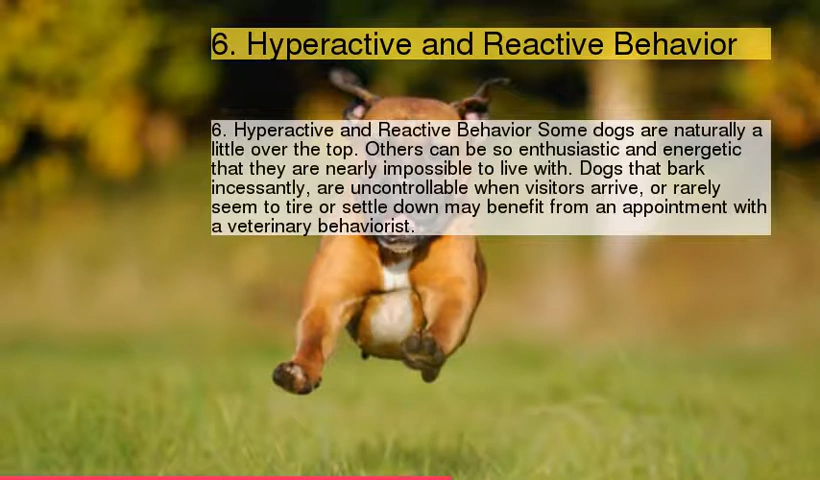 6. Hyperactive and Reactive Behavior
6. Hyperactive and Reactive Behavior Some dogs are naturally a
little over the top. Others can be so enthusiastic and energetic
that they are nearly impossible to live with. Dogs that bark
incessantly, are uncontrollable when visitors arrive, or rarely
seem to tire or settle down may benefit from an appointment with
a veterinary behaviorist.